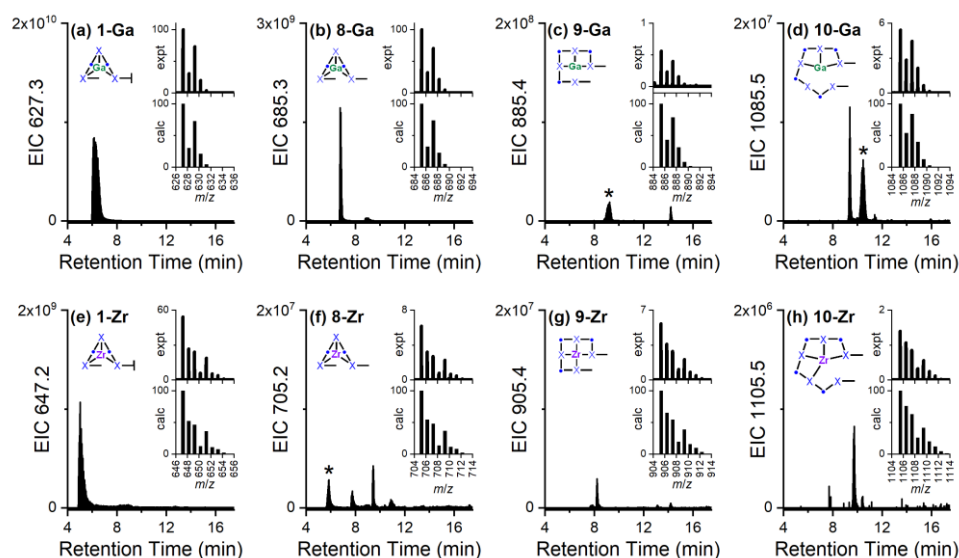 2x10^10 (a) 1-Ga
EIC 627.3
0
X
Ga
X X
expt
100
0
calc
100
0
626 628 630 632 634 636
m/z
4 8 12 16
Retention Time (min)
3x10^9 (b) 8-Ga
EIC 685.3
0
X
Ga
X X
expt
100
0
calc
100
0
684 686 688 690 692 694
m/z
4 8 12 16
Retention Time (min)
2x10^8 (c) 9-Ga
EIC 885.4
0
X
X Ga X
X
expt
1
0
calc
100
0
884 886 888 890 892 894
m/z
*
4 8 12 16
Retention Time (min)
2x10^7 (d) 10-Ga
EIC 1085.5
0
X
X Ga X
X X
expt
6
0
calc
100
0
1084 1086 1088 1090 1092 1094
m/z
*
4 8 12 16
Retention Time (min)
2x10^9 (e) 1-Zr
EIC 647.2
0
X
Zr
X X
expt
60
0
calc
100
0
646 648 650 652 654 656
m/z
4 8 12 16
Retention Time (min)
2x10^7 (f) 8-Zr
EIC 705.2
0
X
Zr
X X
expt
8
0
calc
100
0
704 706 708 710 712 714
m/z
*
4 8 12 16
Retention Time (min)
2x10^7 (g) 9-Zr
EIC 905.4
0
X
X Zr X
X
expt
7
0
calc
100
0
904 906 908 910 912 914
m/z
4 8 12 16
Retention Time (min)
2x10^6 (h) 10-Zr
EIC 1105.5
0
X
X Zr X
X X
expt
2
0
calc
100
0
1104 1106 1108 1110 1112 1114
m/z
4 8 12 16
Retention Time (min)